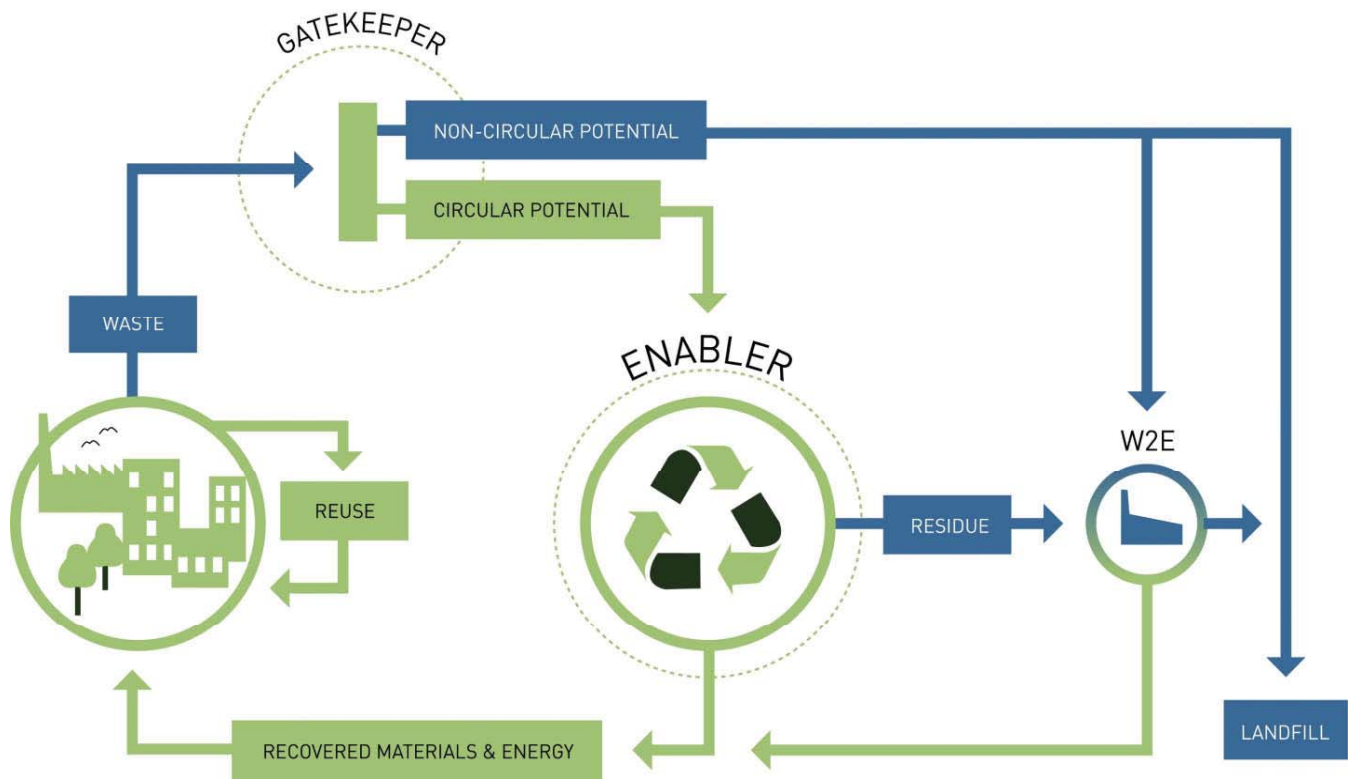 GATEKEEPER
NON-CIRCULAR POTENTIAL
CIRCULAR POTENTIAL
WASTE
ENABLER
W2E
REUSE
RESIDUE
RECOVERED MATERIALS & ENERGY
LANDFILL